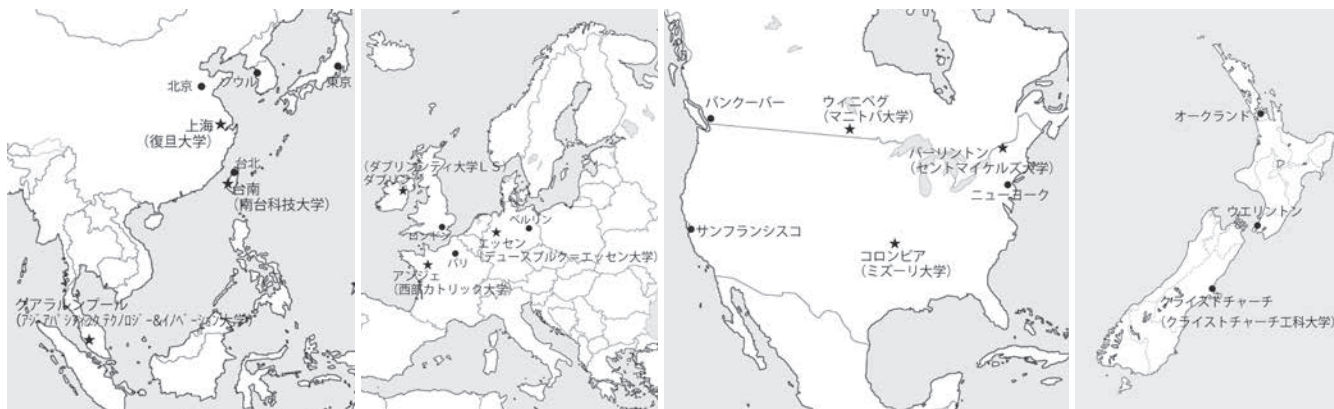 北京
ソウル
東京
上海
(復旦大学)
台北
台南
(南台科技大学)
クアラルンプール
(アジアパシフィックテクノロジー&イノベーション大学)
(ダブリンシティ大学LS)
ダブリン
ロンドン
ベルリン
エッセン
(デュースブルク=エッセン大学)
パリ
アンジェ
(西部カトリック大学)
バンクーバー
ウィニペグ
(マニトバ大学)
バーリントン
(セントマイケルズ大学)
ニューヨーク
サンフランシスコ
コロンビア
(ミズーリ大学)
オークランド
ウエリントン
クライストチャーチ
(クライストチャーチ工科大学)